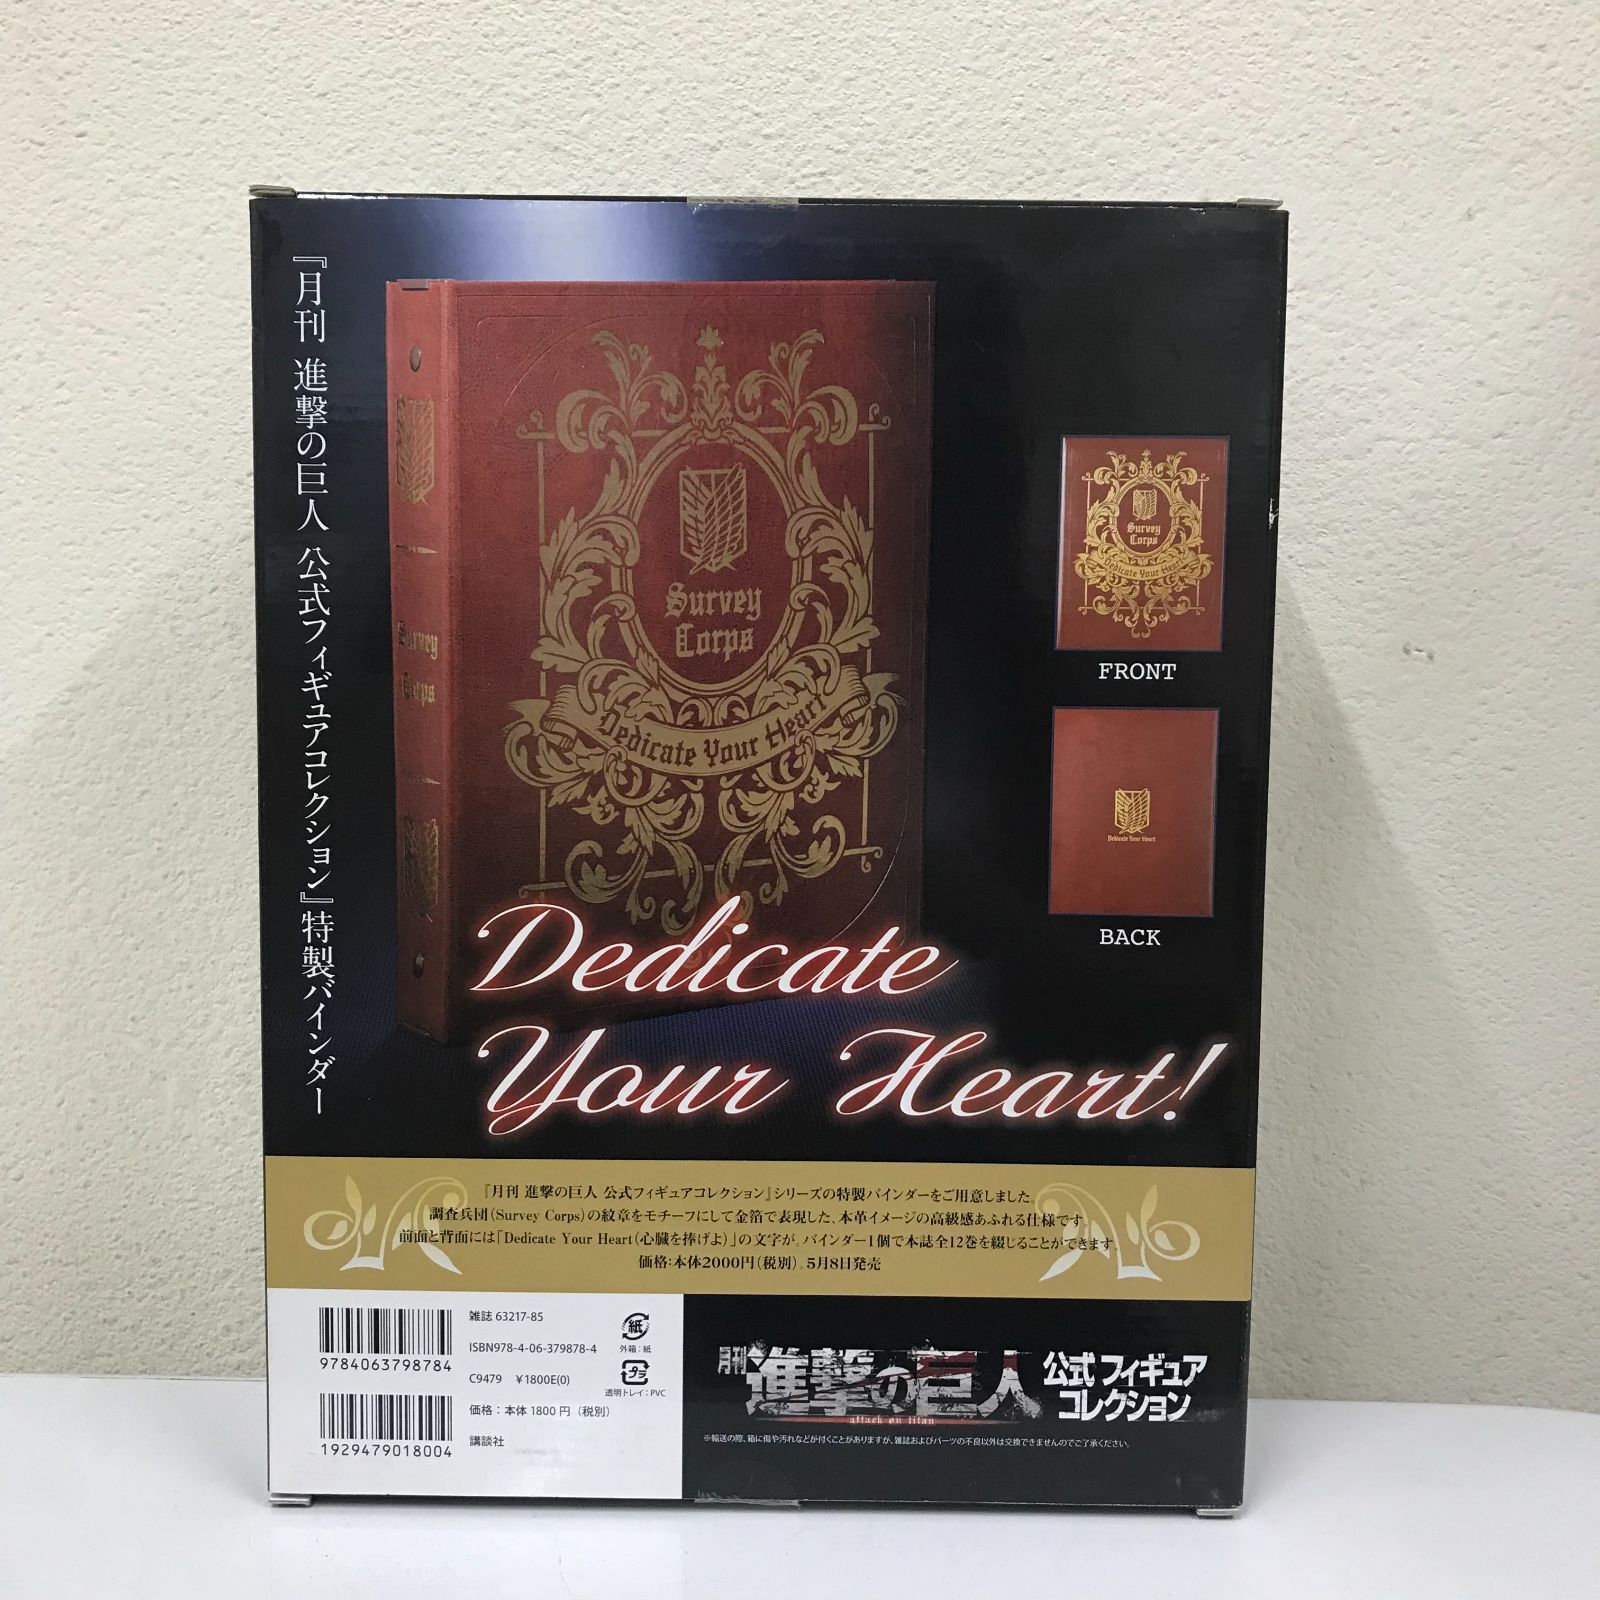 『月刊 進撃の巨人 公式フィギュアコレクション』特製バインダー
Survey
Corps
Survey
Corps
Dedicate Your Heart
Survey
Corps
Dedicate Your Heart
FRONT
Dedicate Your Heart
BACK
Dedicate
Your Heart!
『月刊 進撃の巨人 公式フィギュアコレクション』シリーズの特製バインダーをご用意しました。
調査兵団(Survey Corps)の紋章をモチーフにして金箔で表現した、本革イメージの高級感あふれる仕様です。
前面と背面には「Dedicate Your Heart(心臓を捧げよ)」の文字が。バインダー1個で本誌全12巻を綴じることができます。
価格:本体2000円(税別)。5月8日発売
9784063798784
1929479018004
雑誌 63217-85
ISBN978-4-06-379878-4
C9479 ¥1800E(0)
価格:本体 1800 円(税別)
講談社
紙
外箱:紙
プラ
透明トレイ:PVC
月刊 進撃の巨人 公式フィギュア
コレクション
attack on titan
※輸送の際、箱に傷や汚れなどが付くことがありますが、雑誌およびパーツの不良以外は交換できませんのでご了承ください。